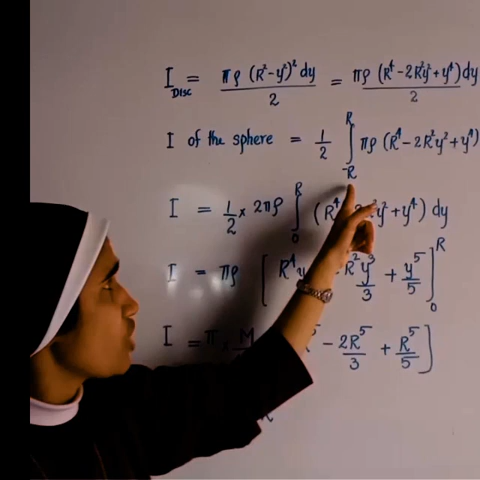 I_Disc = πρ (R²-y²)² dy / 2 = πρ (R⁴-2R²y²+y⁴) dy / 2
I of the sphere = 1/2 ∫_{-R}^{R} πρ (R⁴-2R²y²+y⁴)
I = 1/2 × 2πρ ∫_0^R (R⁴ y²+y⁴) dy
I = πρ [ R⁴y R²y³/3 + y⁵/5 ]_0^R
I = π × M - 2R⁵/3 + R⁵/5 ]